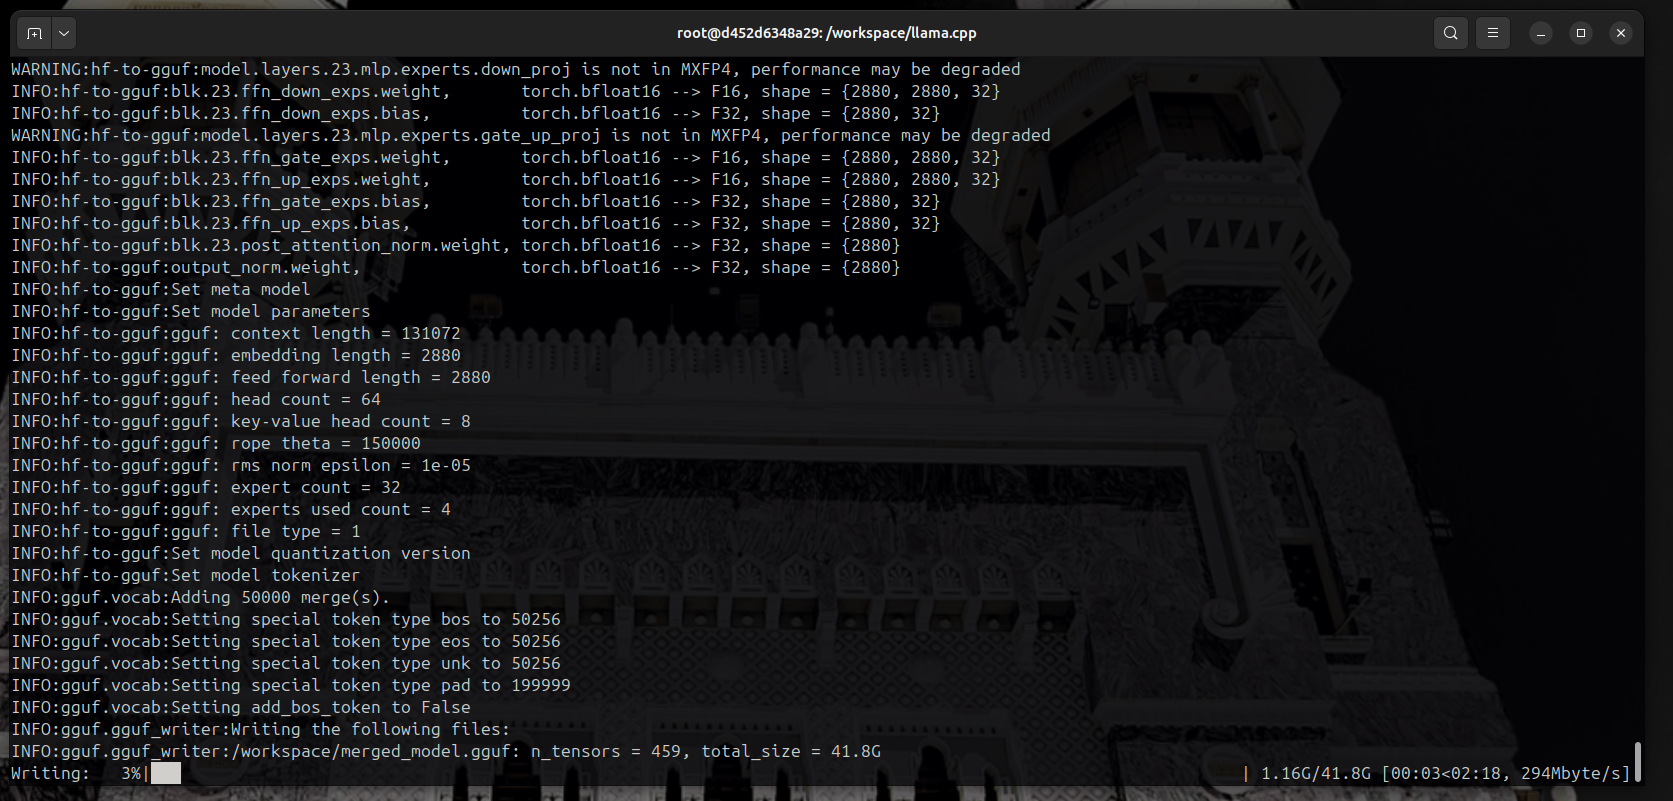 root@d452d6348a29: /workspace/llama.cpp
WARNING:hf-to-gguf:model.layers.23.mlp.experts.down_proj is not in MXFP4, performance may be degraded
INFO:hf-to-gguf:blk.23.ffn_down_exps.weight,       torch.bfloat16 --> F16, shape = {2880, 2880, 32}
INFO:hf-to-gguf:blk.23.ffn_down_exps.bias,         torch.bfloat16 --> F32, shape = {2880, 32}
WARNING:hf-to-gguf:model.layers.23.mlp.experts.gate_up_proj is not in MXFP4, performance may be degraded
INFO:hf-to-gguf:blk.23.ffn_gate_exps.weight,       torch.bfloat16 --> F16, shape = {2880, 2880, 32}
INFO:hf-to-gguf:blk.23.ffn_up_exps.weight,         torch.bfloat16 --> F16, shape = {2880, 2880, 32}
INFO:hf-to-gguf:blk.23.ffn_gate_exps.bias,         torch.bfloat16 --> F32, shape = {2880, 32}
INFO:hf-to-gguf:blk.23.ffn_up_exps.bias,           torch.bfloat16 --> F32, shape = {2880, 32}
INFO:hf-to-gguf:blk.23.post_attention_norm.weight, torch.bfloat16 --> F32, shape = {2880}
INFO:hf-to-gguf:output_norm.weight,                torch.bfloat16 --> F32, shape = {2880}
INFO:hf-to-gguf:Set meta model
INFO:hf-to-gguf:Set model parameters
INFO:hf-to-gguf:gguf: context length = 131072
INFO:hf-to-gguf:gguf: embedding length = 2880
INFO:hf-to-gguf:gguf: feed forward length = 2880
INFO:hf-to-gguf:gguf: head count = 64
INFO:hf-to-gguf:gguf: key-value head count = 8
INFO:hf-to-gguf:gguf: rope theta = 150000
INFO:hf-to-gguf:gguf: rms norm epsilon = 1e-05
INFO:hf-to-gguf:gguf: expert count = 32
INFO:hf-to-gguf:gguf: experts used count = 4
INFO:hf-to-gguf:gguf: file type = 1
INFO:hf-to-gguf:Set model quantization version
INFO:hf-to-gguf:Set model tokenizer
INFO:gguf.vocab:Adding 50000 merge(s).
INFO:gguf.vocab:Setting special token type bos to 50256
INFO:gguf.vocab:Setting special token type eos to 50256
INFO:gguf.vocab:Setting special token type unk to 50256
INFO:gguf.vocab:Setting special token type pad to 199999
INFO:gguf.vocab:Setting add_bos_token to False
INFO:gguf.gguf_writer:Writing the following files:
INFO:gguf.gguf_writer:/workspace/merged_model.gguf: n_tensors = 459, total_size = 41.8G
Writing:   3%| | 1.16G/41.8G [00:03<02:18, 294Mbyte/s]